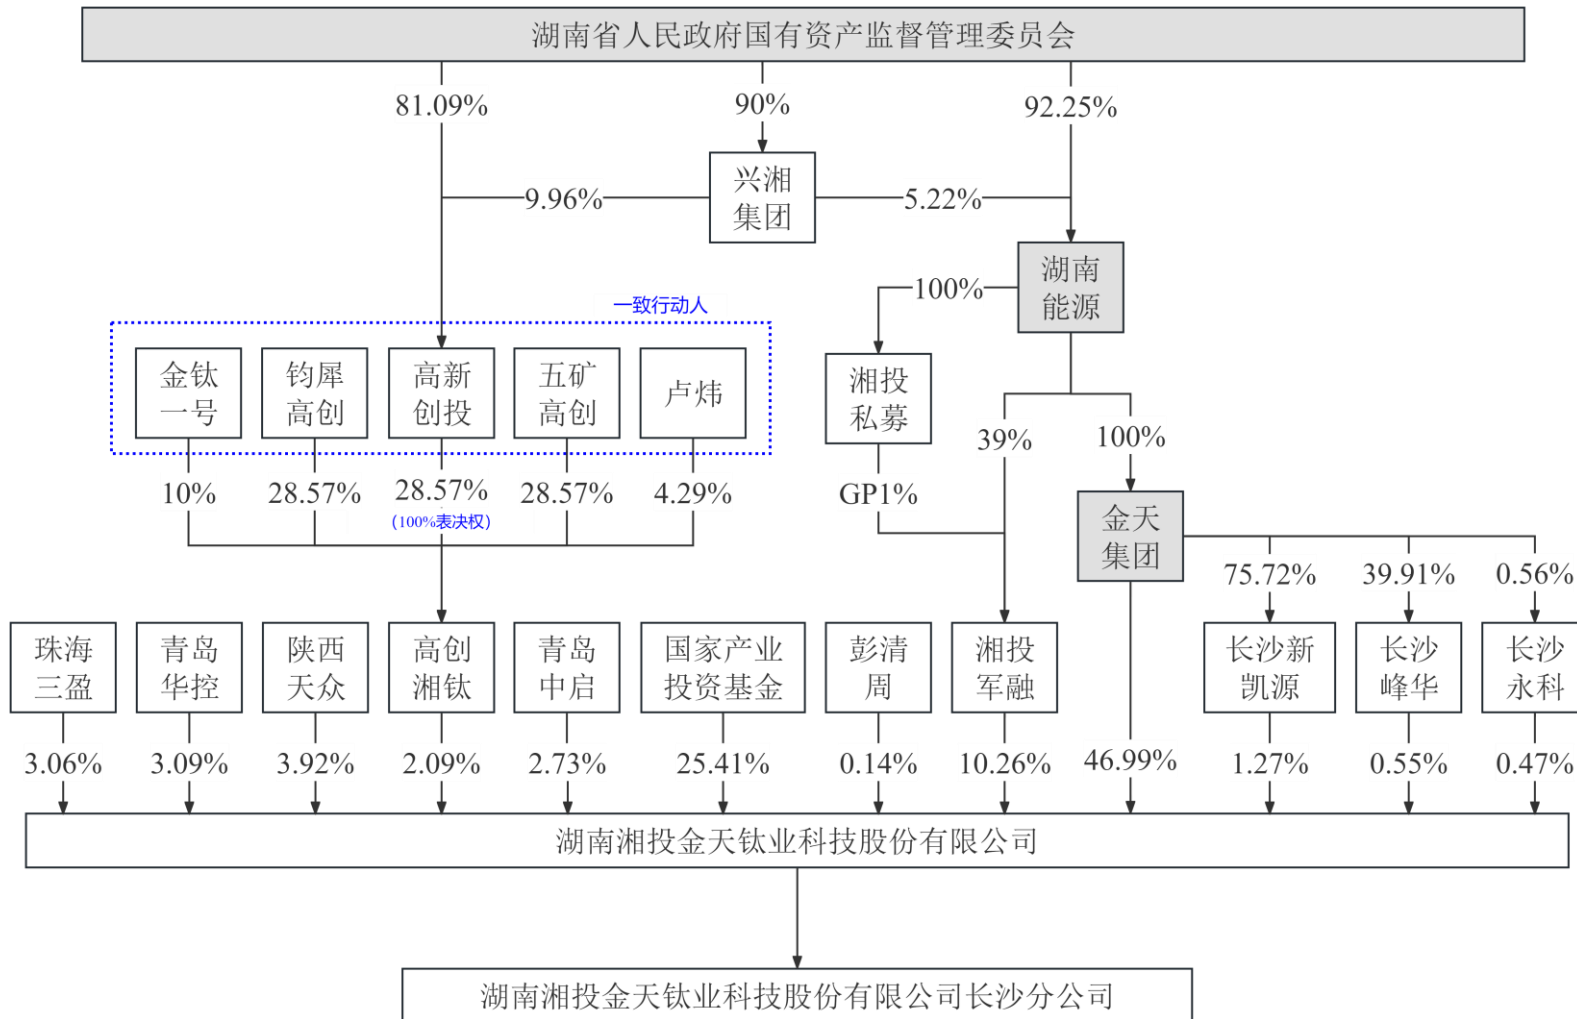 湖南省人民政府国有资产监督管理委员会
81.09%
90%
92.25%
兴湘
集团
9.96%
5.22%
湖南
能源
100%
一致行动人
金钛
一号
钧犀
高创
高新
创投
五矿
高创
卢炜
湘投
私募
39%
100%
10%
28.57%
28.57%
(100%表决权)
28.57%
4.29%
GP1%
金天
集团
75.72%
39.91%
0.56%
珠海
三盈
青岛
华控
陕西
天众
高创
湘钛
青岛
中启
国家产业
投资基金
彭清
周
湘投
军融
长沙新
凯源
长沙
峰华
长沙
永科
3.06%
3.09%
3.92%
2.09%
2.73%
25.41%
0.14%
10.26%
46.99%
1.27%
0.55%
0.47%
湖南湘投金天钛业科技股份有限公司
湖南湘投金天钛业科技股份有限公司长沙分公司